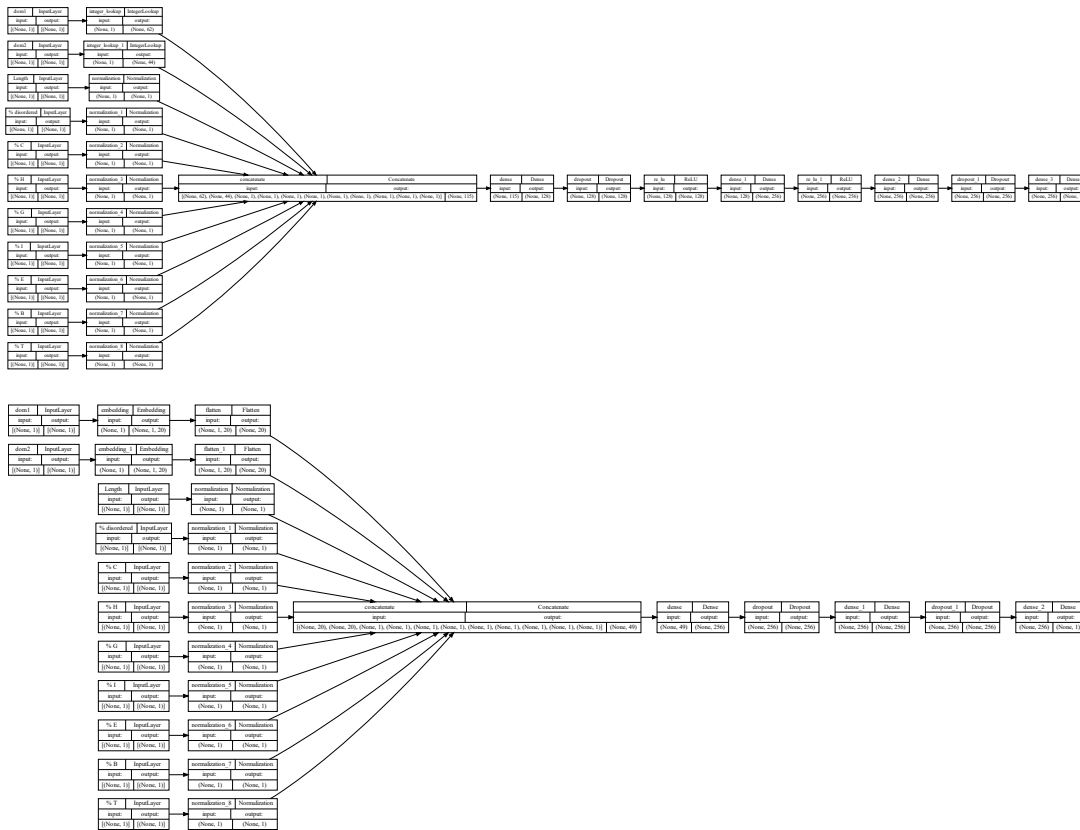 dom1 InputLayer
input: output:
[(None, 1)] [(None, 1)]
integer_lookup IntegerLookup
input: output:
(None, 1) (None, 62)
dom2 InputLayer
input: output:
[(None, 1)] [(None, 1)]
integer_lookup_1 IntegerLookup
input: output:
(None, 1) (None, 44)
Length InputLayer
input: output:
[(None, 1)] [(None, 1)]
normalization Normalization
input: output:
(None, 1) (None, 1)
% disordered InputLayer
input: output:
[(None, 1)] [(None, 1)]
normalization_1 Normalization
input: output:
(None, 1) (None, 1)
% C InputLayer
input: output:
[(None, 1)] [(None, 1)]
normalization_2 Normalization
input: output:
(None, 1) (None, 1)
% H InputLayer
input: output:
[(None, 1)] [(None, 1)]
normalization_3 Normalization
input: output:
(None, 1) (None, 1)
concatenate Concatenate
input: output:
[(None, 62), (None, 44), (None, 1), (None, 1), (None, 1), (None, 1), (None, 1), (None, 1), (None, 1), (None, 1), (None, 1)] (None, 115)
dense Dense
input: output:
(None, 115) (None, 128)
dropout Dropout
input: output:
(None, 128) (None, 128)
re_lu ReLU
input: output:
(None, 128) (None, 128)
dense_1 Dense
input: output:
(None, 128) (None, 256)
re_lu_1 ReLU
input: output:
(None, 256) (None, 256)
dense_2 Dense
input: output:
(None, 256) (None, 256)
dropout_1 Dropout
input: output:
(None, 256) (None, 256)
dense_3 Dense
input: output:
(None, 256) (None, 1)
% G InputLayer
input: output:
[(None, 1)] [(None, 1)]
normalization_4 Normalization
input: output:
(None, 1) (None, 1)
% I InputLayer
input: output:
[(None, 1)] [(None, 1)]
normalization_5 Normalization
input: output:
(None, 1) (None, 1)
% E InputLayer
input: output:
[(None, 1)] [(None, 1)]
normalization_6 Normalization
input: output:
(None, 1) (None, 1)
% B InputLayer
input: output:
[(None, 1)] [(None, 1)]
normalization_7 Normalization
input: output:
(None, 1) (None, 1)
% T InputLayer
input: output:
[(None, 1)] [(None, 1)]
normalization_8 Normalization
input: output:
(None, 1) (None, 1)
dom1 InputLayer
input: output:
[(None, 1)] [(None, 1)]
embedding Embedding
input: output:
(None, 1) (None, 1, 20)
flatten Flatten
input: output:
(None, 1, 20) (None, 20)
dom2 InputLayer
input: output:
[(None, 1)] [(None, 1)]
embedding_1 Embedding
input: output:
(None, 1) (None, 1, 20)
flatten_1 Flatten
input: output:
(None, 1, 20) (None, 20)
Length InputLayer
input: output:
[(None, 1)] [(None, 1)]
normalization Normalization
input: output:
(None, 1) (None, 1)
% disordered InputLayer
input: output:
[(None, 1)] [(None, 1)]
normalization_1 Normalization
input: output:
(None, 1) (None, 1)
% C InputLayer
input: output:
[(None, 1)] [(None, 1)]
normalization_2 Normalization
input: output:
(None, 1) (None, 1)
% H InputLayer
input: output:
[(None, 1)] [(None, 1)]
normalization_3 Normalization
input: output:
(None, 1) (None, 1)
concatenate Concatenate
input: output:
[(None, 20), (None, 20), (None, 1), (None, 1), (None, 1), (None, 1), (None, 1), (None, 1), (None, 1), (None, 1), (None, 1)] (None, 49)
dense Dense
input: output:
(None, 49) (None, 256)
dropout Dropout
input: output:
(None, 256) (None, 256)
dense_1 Dense
input: output:
(None, 256) (None, 256)
dropout_1 Dropout
input: output:
(None, 256) (None, 256)
dense_2 Dense
input: output:
(None, 256) (None, 1)
% G InputLayer
input: output:
[(None, 1)] [(None, 1)]
normalization_4 Normalization
input: output:
(None, 1) (None, 1)
% I InputLayer
input: output:
[(None, 1)] [(None, 1)]
normalization_5 Normalization
input: output:
(None, 1) (None, 1)
% E InputLayer
input: output:
[(None, 1)] [(None, 1)]
normalization_6 Normalization
input: output:
(None, 1) (None, 1)
% B InputLayer
input: output:
[(None, 1)] [(None, 1)]
normalization_7 Normalization
input: output:
(None, 1) (None, 1)
% T InputLayer
input: output:
[(None, 1)] [(None, 1)]
normalization_8 Normalization
input: output:
(None, 1) (None, 1)